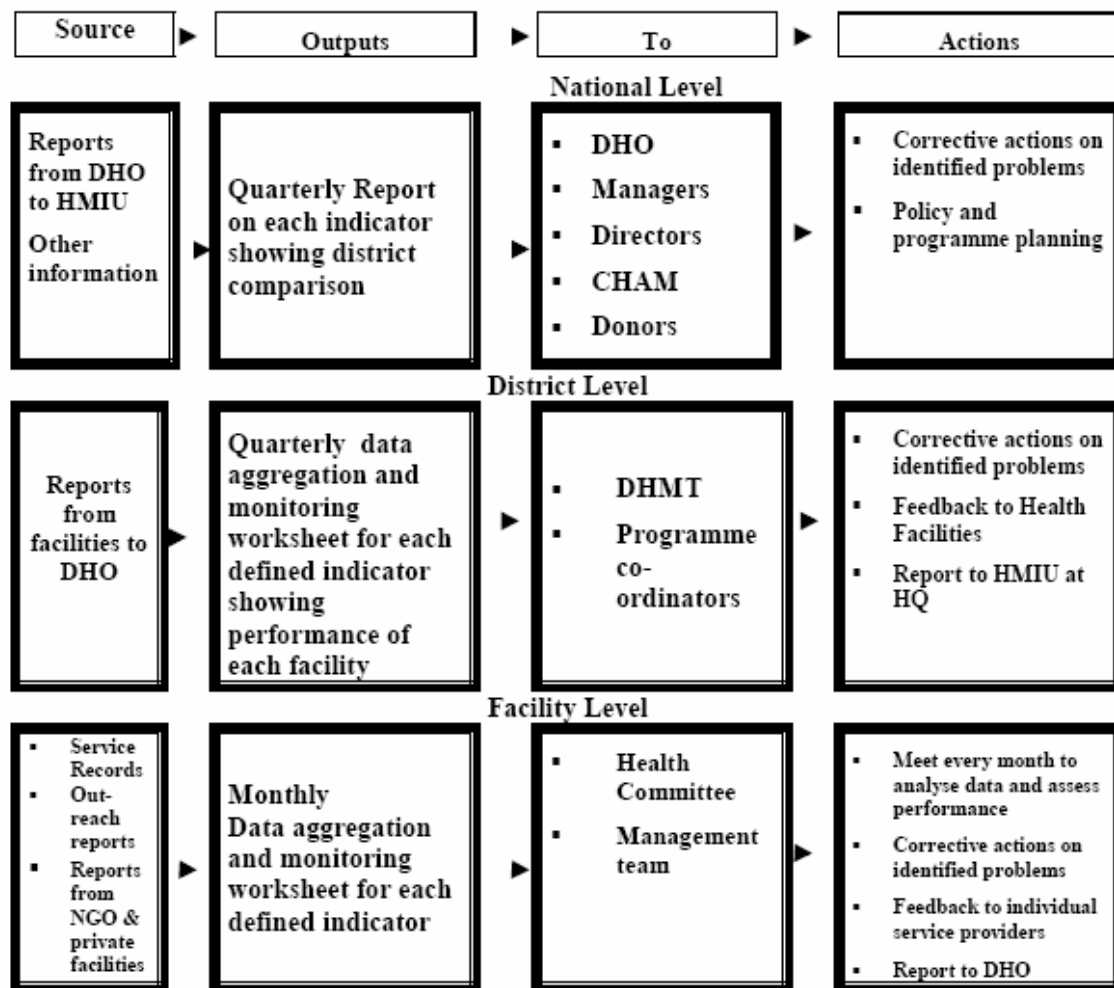 Source
Outputs
To
Actions
National Level
Reports
from DHO
to HMIU
Other
information
Quarterly Report
on each indicator
showing district
comparison
▪ DHO
▪ Managers
▪ Directors
▪ CHAM
▪ Donors
▪ Corrective actions on
identified problems
▪ Policy and
programme planning
District Level
Reports
from
facilities to
DHO
Quarterly data
aggregation and
monitoring
worksheet for each
defined indicator
showing
performance of
each facility
▪ DHMT
▪ Programme
co-
ordinators
▪ Corrective actions on
identified problems
▪ Feedback to Health
Facilities
▪ Report to HMIU at
HQ
Facility Level
▪ Service
Records
▪ Out-
reach
reports
▪ Reports
from
NGO &
private
facilities
Monthly
Data aggregation
and monitoring
worksheet for each
defined indicator
▪ Health
Committee
▪ Management
team
▪ Meet every month to
analyse data and assess
performance
▪ Corrective actions on
identified problems
▪ Feedback to individual
service providers
▪ Report to DHO